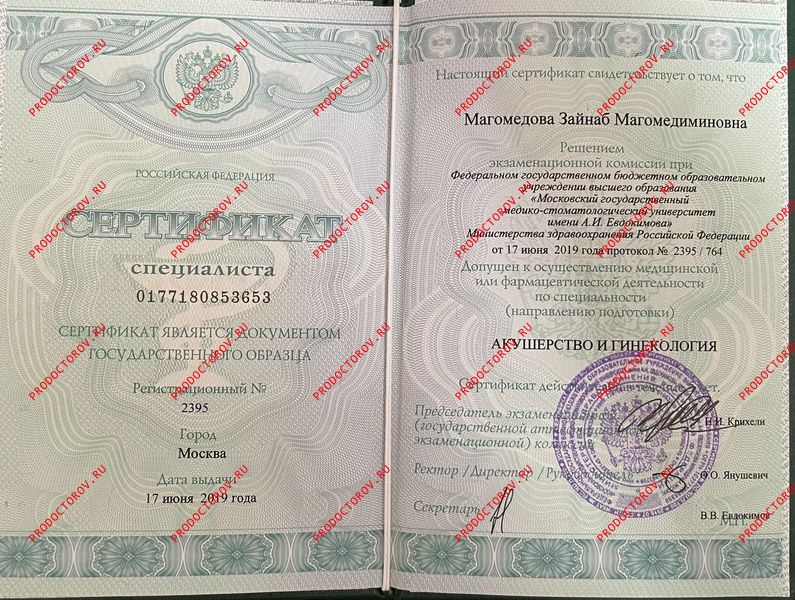 РОССИЙСКАЯ ФЕДЕРАЦИЯ
СЕРТИФИКАТ
специалиста
0177180853653
СЕРТИФИКАТ ЯВЛЯЕТСЯ ДОКУМЕНТОМ
ГОСУДАРСТВЕННОГО ОБРАЗЦА
Регистрационный №
2395
Город
Москва
Дата выдачи
17 июня 2019 года
Настоящий сертификат свидетельствует о том, что
Магомедова Зайнаб Магомедиминовна
Решением
экзаменационной комиссии при
Федеральном государственном бюджетном образовательном
учреждении высшего образования
«Московский государственный
медико-стоматологический университет
имени А.И. Евдокимова»
Министерства здравоохранения Российской Федерации
от 17 июня 2019 года протокол № 2395 / 764
Допущен к осуществлению медицинской
или фармацевтической деятельности
по специальности
(направлению подготовки)
АКУШЕРСТВО И ГИНЕКОЛОГИЯ
Сертификат действителен в течение лет.
Председатель экзаменационной
(государственной
экзаменационной) комиссии
Н.И. Крихели
Ректор /Директор /Руководитель
О.О. Янушевич
Секретарь
В.В. Евдокимов
М.П.
PRODOCTOROV.RU